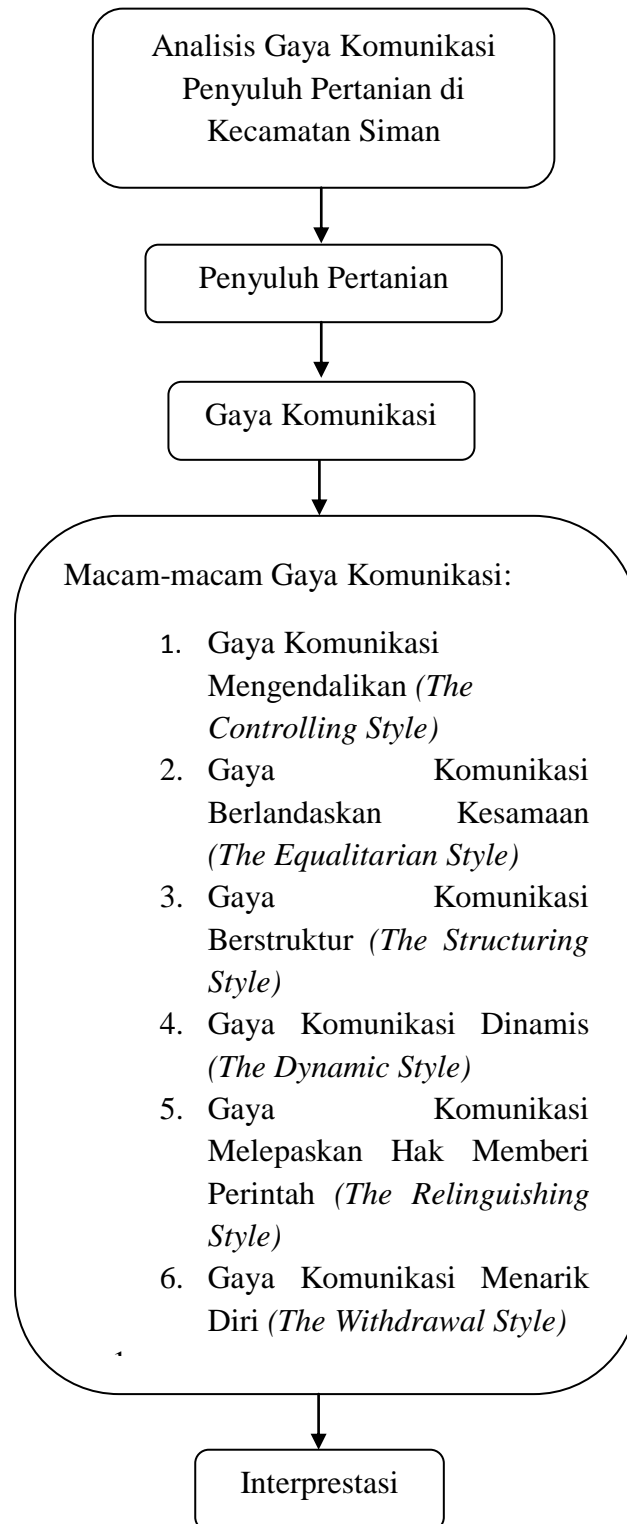 Analisis Gaya Komunikasi
Penyuluh Pertanian di
Kecamatan Siman
Penyuluh Pertanian
Gaya Komunikasi
Macam-macam Gaya Komunikasi:
1. Gaya Komunikasi
Mengendalikan (The
Controlling Style)
2. Gaya Komunikasi
Berlandaskan Kesamaan
(The Equalitarian Style)
3. Gaya Komunikasi
Berstruktur (The Structuring
Style)
4. Gaya Komunikasi Dinamis
(The Dynamic Style)
5. Gaya Komunikasi
Melepaskan Hak Memberi
Perintah (The Relinguishing
Style)
6. Gaya Komunikasi Menarik
Diri (The Withdrawal Style)
Interprestasi